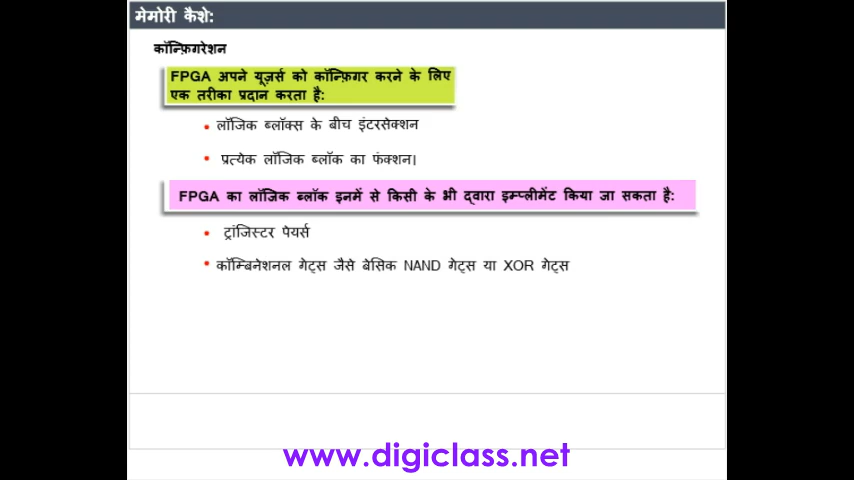 मेमोरी कैशे:
कॉन्फ़िगरेशन
FPGA अपने यूज़र्स को कॉन्फ़िगर करने के लिए
एक तरीका प्रदान करता है:
• लॉजिक ब्लॉक्स के बीच इंटरसेक्शन
• प्रत्येक लॉजिक ब्लॉक का फंक्शन।
FPGA का लॉजिक ब्लॉक इनमें से किसी के भी द्वारा इम्प्लीमेंट किया जा सकता है:
• ट्रांजिस्टर पेयर्स
• कॉम्बिनेशनल गेट्स जैसे बेसिक NAND गेट्स या XOR गेट्स
www.digiclass.net